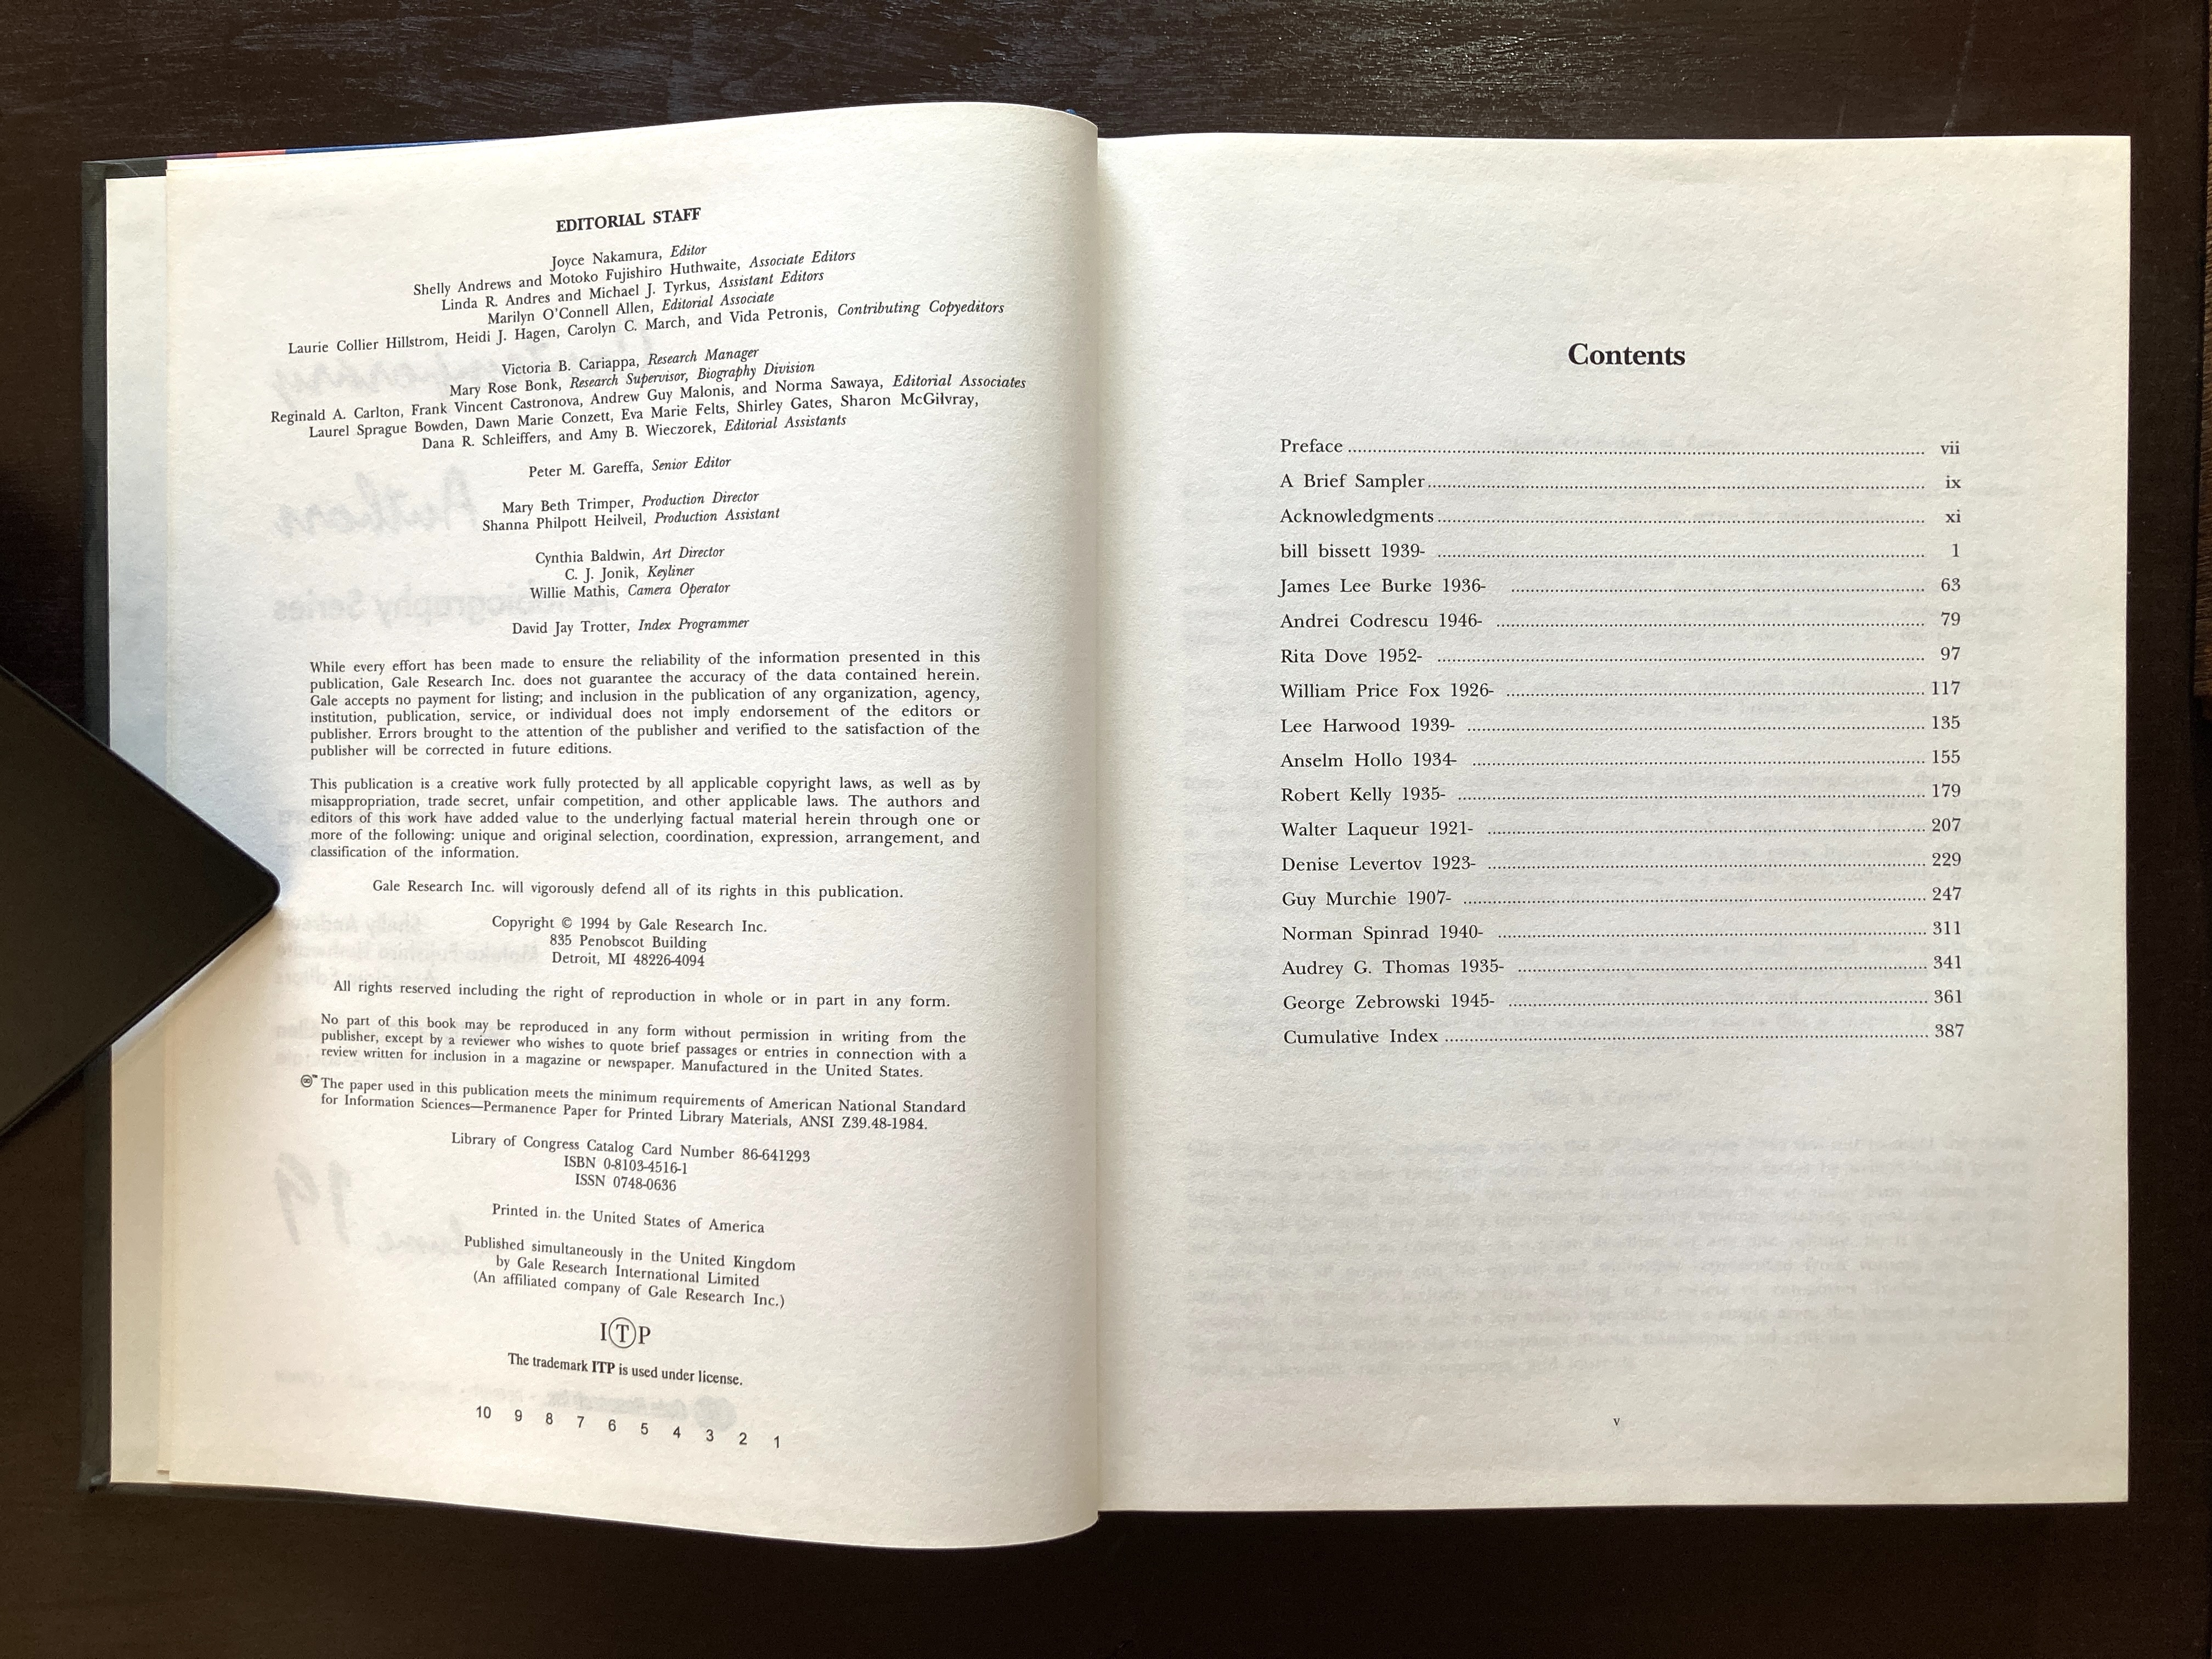 EDITORIAL STAFF
Joyce Nakamura, Editor
Shelly Andrews and Motoko Fujishiro Huthwaite, Associate Editors
Linda R. Andres and Michael J. Tyrkus, Assistant Editors
Marilyn O'Connell Allen, Editorial Associate
Laurie Collier Hillstrom, Heidi J. Hagen, Carolyn C. March, and Vida Petronis, Contributing Copyeditors
Victoria B. Cariappa, Research Manager
Mary Rose Bonk, Research Supervisor, Biography Division
Reginald A. Carlton, Frank Vincent Castronova, Andrew Guy Malonis, and Norma Sawaya, Editorial Associates
Laurel Sprague Bowden, Dawn Marie Conzett, Eva Marie Felts, Shirley Gates, Sharon McGilvray,
Dana R. Schleiffers, and Amy B. Wieczorek, Editorial Assistants
Peter M. Gareffa, Senior Editor
Mary Beth Trimper, Production Director
Shanna Philpott Heilveil, Production Assistant
Cynthia Baldwin, Art Director
C. J. Jonik, Keyliner
Willie Mathis, Camera Operator
David Jay Trotter, Index Programmer
While every effort has been made to ensure the reliability of the information presented in this
publication, Gale Research Inc. does not guarantee the accuracy of the data contained herein.
Gale accepts no payment for listing; and inclusion in the publication of any organization, agency,
institution, publication, service, or individual does not imply endorsement of the editors or
publisher. Errors brought to the attention of the publisher and verified to the satisfaction of the
publisher will be corrected in future editions.
This publication is a creative work fully protected by all applicable copyright laws, as well as by
misappropriation, trade secret, unfair competition, and other applicable laws. The authors and
editors of this work have added value to the underlying factual material herein through one or
more of the following: unique and original selection, coordination, expression, arrangement, and
classification of the information.
Gale Research Inc. will vigorously defend all of its rights in this publication.
Copyright © 1994 by Gale Research Inc.
835 Penobscot Building
Detroit, MI 48226-4094
All rights reserved including the right of reproduction in whole or in part in any form.
No part of this book may be reproduced in any form without permission in writing from the
publisher, except by a reviewer who wishes to quote brief passages or entries in connection with a
review written for inclusion in a magazine or newspaper. Manufactured in the United States.
♾™ The paper used in this publication meets the minimum requirements of American National Standard
for Information Sciences—Permanence Paper for Printed Library Materials, ANSI Z39.48-1984.
Library of Congress Catalog Card Number 86-641293
ISBN 0-8103-4516-1
ISSN 0748-0636
Printed in the United States of America
Published simultaneously in the United Kingdom
by Gale Research International Limited
(An affiliated company of Gale Research Inc.)
ITP
The trademark ITP is used under license.
10 9 8 7 6 5 4 3 2 1
Contents
Preface ........ vii
A Brief Sampler ........ ix
Acknowledgments ........ xi
bill bissett 1939- ........ 1
James Lee Burke 1936- ........ 63
Andrei Codrescu 1946- ........ 79
Rita Dove 1952- ........ 97
William Price Fox 1926- ........ 117
Lee Harwood 1939- ........ 135
Anselm Hollo 1934- ........ 155
Robert Kelly 1935- ........ 179
Walter Laqueur 1921- ........ 207
Denise Levertov 1923- ........ 229
Guy Murchie 1907- ........ 247
Norman Spinrad 1940- ........ 311
Audrey G. Thomas 1935- ........ 341
George Zebrowski 1945- ........ 361
Cumulative Index ........ 387
v